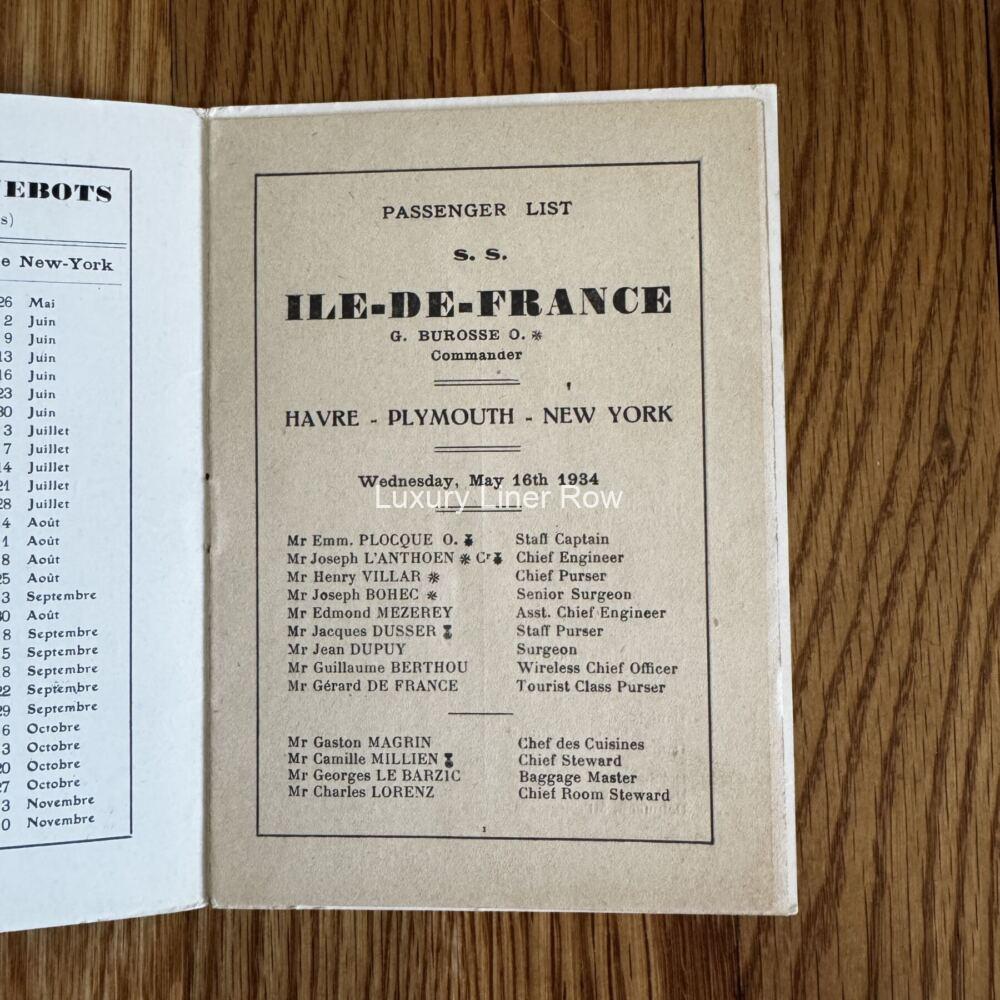 EBOTS
s)
e New-York
26 Mai
2 Juin
9 Juin
13 Juin
16 Juin
23 Juin
30 Juin
3 Juillet
7 Juillet
14 Juillet
21 Juillet
28 Juillet
4 Août
1 Août
8 Août
25 Août
3 Septembre
30 Août
8 Septembre
5 Septembre
8 Septembre
22 Septembre
29 Septembre
6 Octobre
3 Octobre
20 Octobre
27 Octobre
3 Novembre
0 Novembre
PASSENGER LIST
S. S.
ILE-DE-FRANCE
G. BUROSSE O. ※
Commander
HAVRE - PLYMOUTH - NEW YORK
Wednesday, May 16th 1934
Luxury Liner Row
Mr Emm. PLOCQUE O. Staff Captain
Mr Joseph L'ANTHOEN ※ Cr Chief Engineer
Mr Henry VILLAR ※ Chief Purser
Mr Joseph BOHEC ※ Senior Surgeon
Mr Edmond MEZEREY Asst. Chief Engineer
Mr Jacques DUSSER Staff Purser
Mr Jean DUPUY Surgeon
Mr Guillaume BERTHOU Wireless Chief Officer
Mr Gérard DE FRANCE Tourist Class Purser
Mr Gaston MAGRIN Chef des Cuisines
Mr Camille MILLIEN Chief Steward
Mr Georges LE BARZIC Baggage Master
Mr Charles LORENZ Chief Room Steward
1